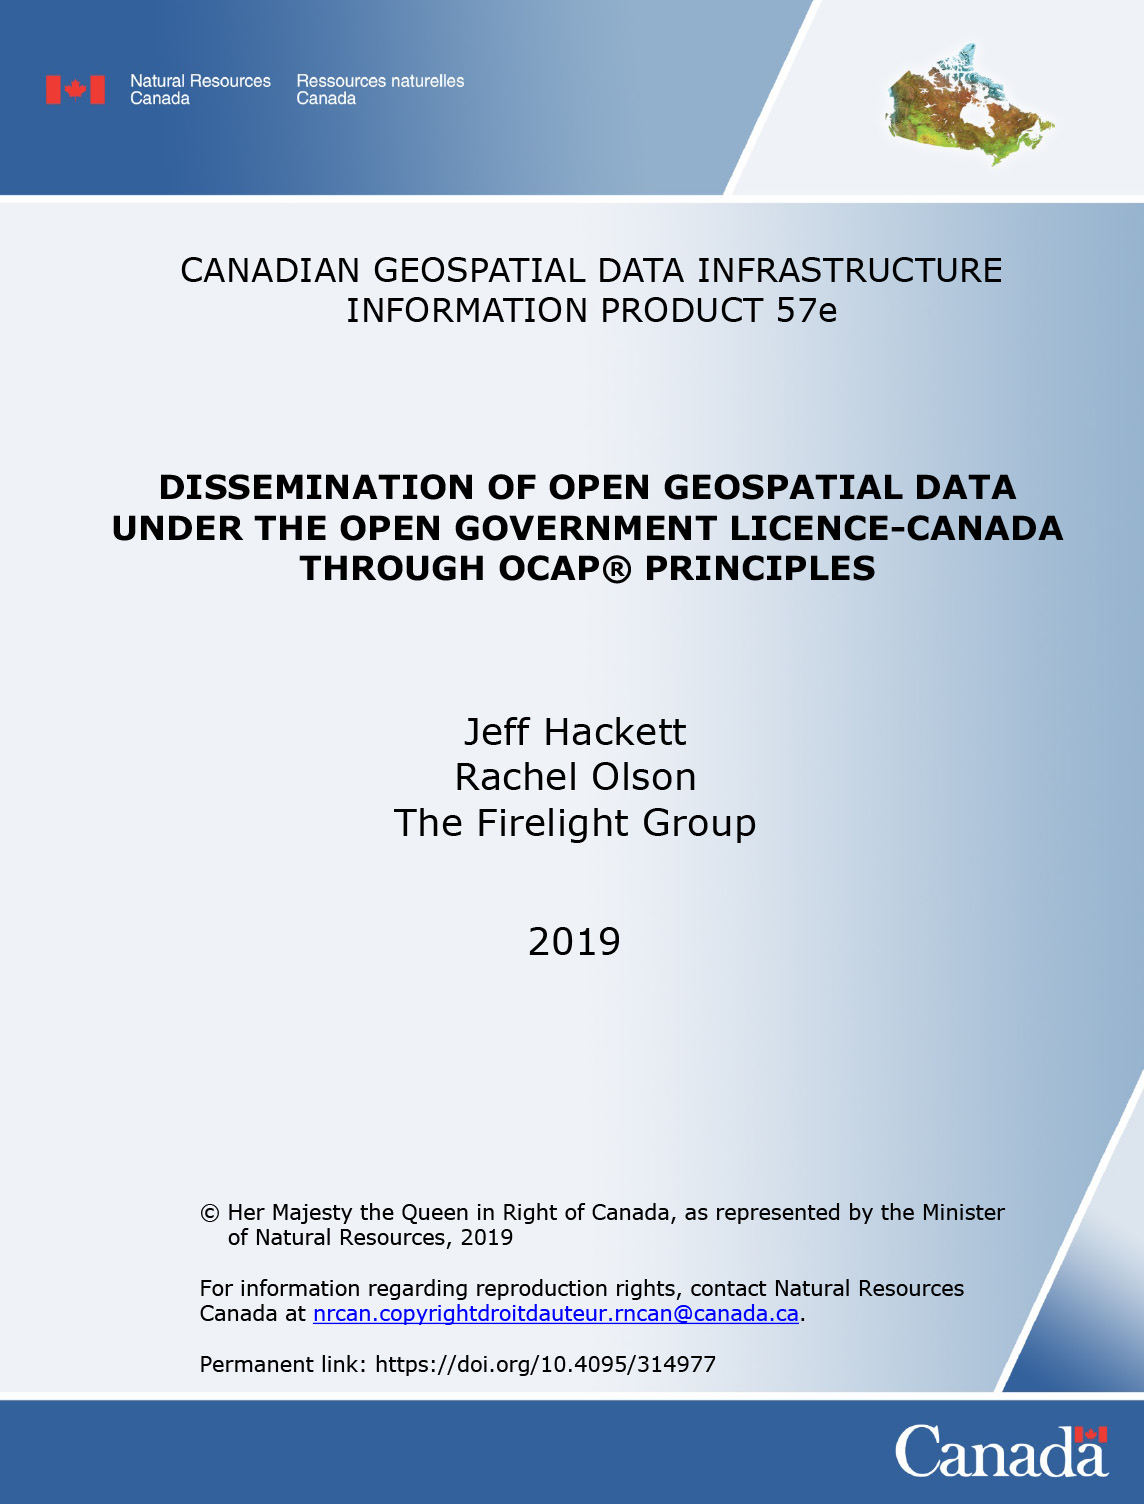 Natural Resources Canada
Ressources naturelles Canada
CANADIAN GEOSPATIAL DATA INFRASTRUCTURE
INFORMATION PRODUCT 57e
DISSEMINATION OF OPEN GEOSPATIAL DATA
UNDER THE OPEN GOVERNMENT LICENCE-CANADA
THROUGH OCAP® PRINCIPLES
Jeff Hackett
Rachel Olson
The Firelight Group
2019
© Her Majesty the Queen in Right of Canada, as represented by the Minister
of Natural Resources, 2019
For information regarding reproduction rights, contact Natural Resources
Canada at nrcan.copyrightdroitdauteur.rncan@canada.ca.
Permanent link: https://doi.org/10.4095/314977
Canada